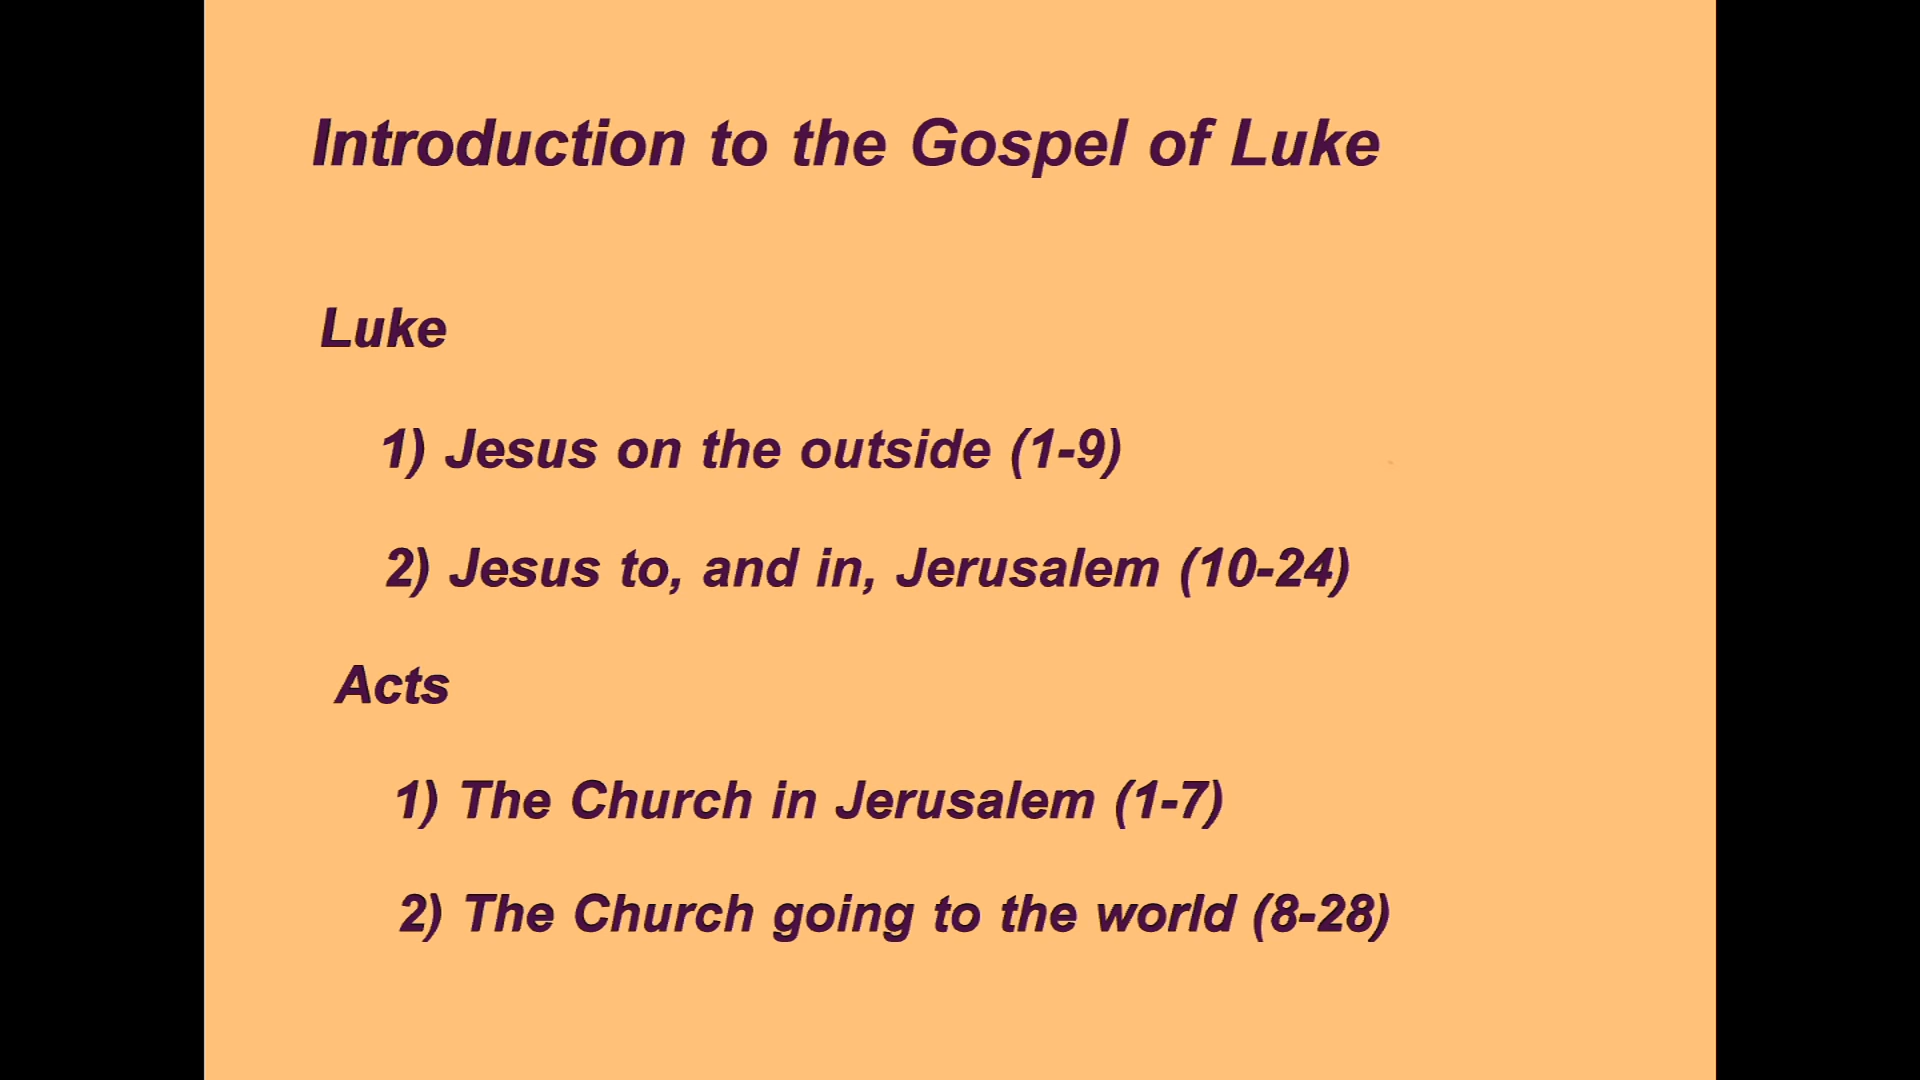 Introduction to the Gospel of Luke
Luke
1) Jesus on the outside (1-9)
2) Jesus to, and in, Jerusalem (10-24)
Acts
1) The Church in Jerusalem (1-7)
2) The Church going to the world (8-28)